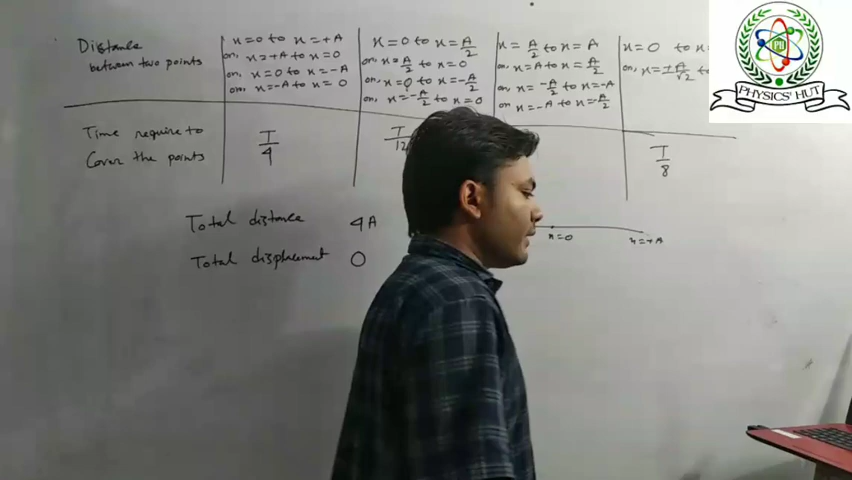 Distance
between two points
x=0 to x=+A
or, x=+A to x=0
or, x=0 to x=-A
or, x=-A to x=0
x=0 to x=A/2
or, x=A/2 to x=0
or, x=0 to x=-A/2
or, x=-A/2 to x=0
x=A/2 to x=A
or, x=A to x=A/2
or x=-A/2 to x=-A
or, x=-A to x=-A/2
x=0 to x=
or, x=±A/√2 to
Time require to
Cover the points
T/4
T/12
T/8
Total distance 4A
Total displacement 0
x=0
x=+A
PH
PHYSICS' HUT